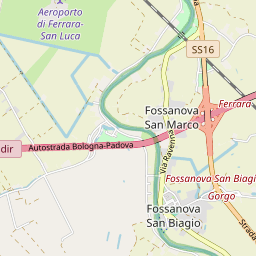 Aeroporto
di Ferrara-
San Luca
SS16
Fossanova
San Marco
Ferrara
dir
Autostrada Bologna-Padova
Via Ravenna
Fossanova San Biagio
Gorgo
Fossanova
San Biagio
Strada